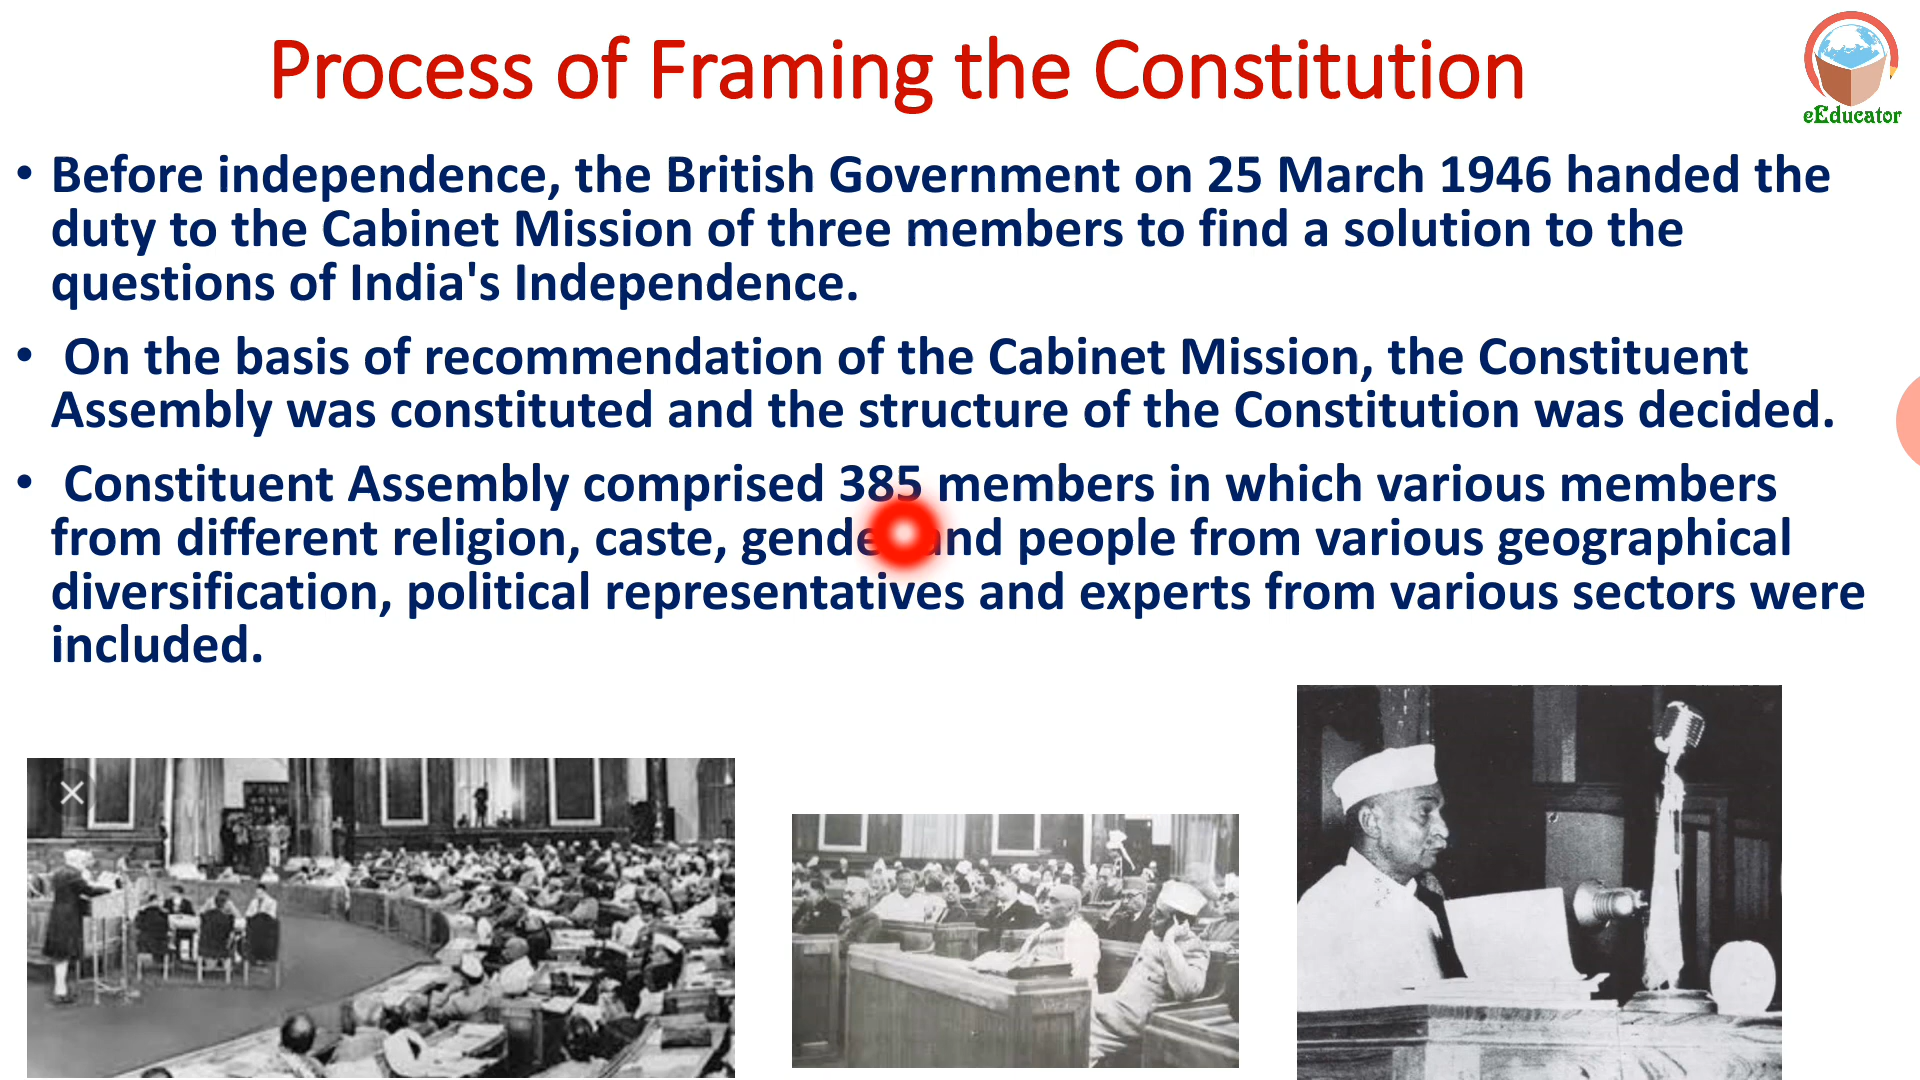 Process of Framing the Constitution
eEducator
• Before independence, the British Government on 25 March 1946 handed the
duty to the Cabinet Mission of three members to find a solution to the
questions of India's Independence.
• On the basis of recommendation of the Cabinet Mission, the Constituent
Assembly was constituted and the structure of the Constitution was decided.
• Constituent Assembly comprised 385 members in which various members
from different religion, caste, gender and people from various geographical
diversification, political representatives and experts from various sectors were
included.